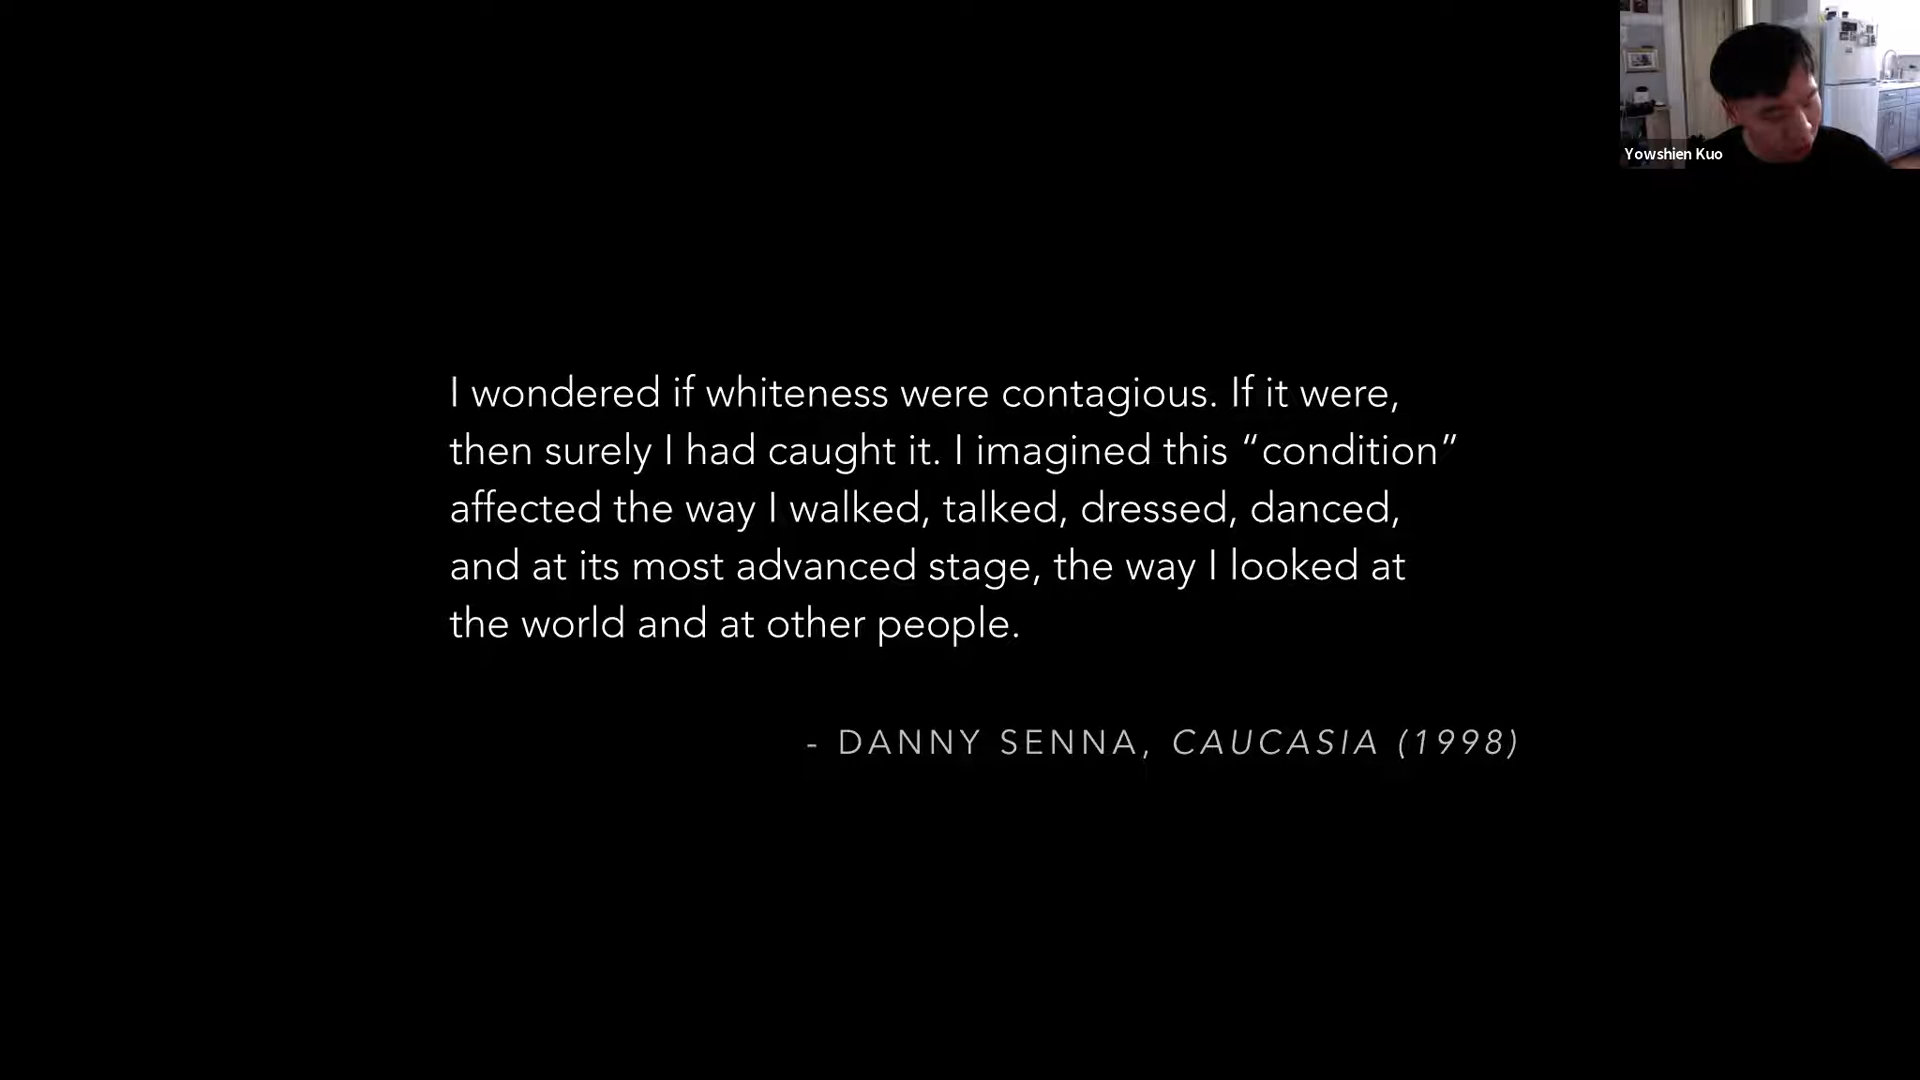 Yowshien Kuo
I wondered if whiteness were contagious. If it were,
then surely I had caught it. I imagined this “condition”
affected the way I walked, talked, dressed, danced,
and at its most advanced stage, the way I looked at
the world and at other people.
- DANNY SENNA, CAUCASIA (1998)